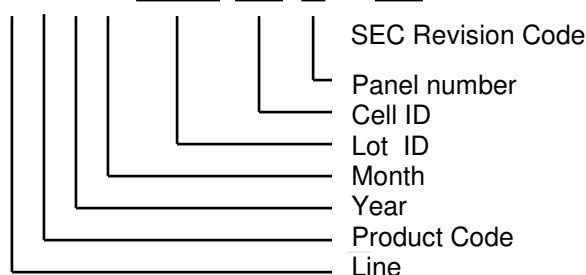 SEC Revision Code
Panel number
Cell ID
Lot ID
Month
Year
Product Code
Line